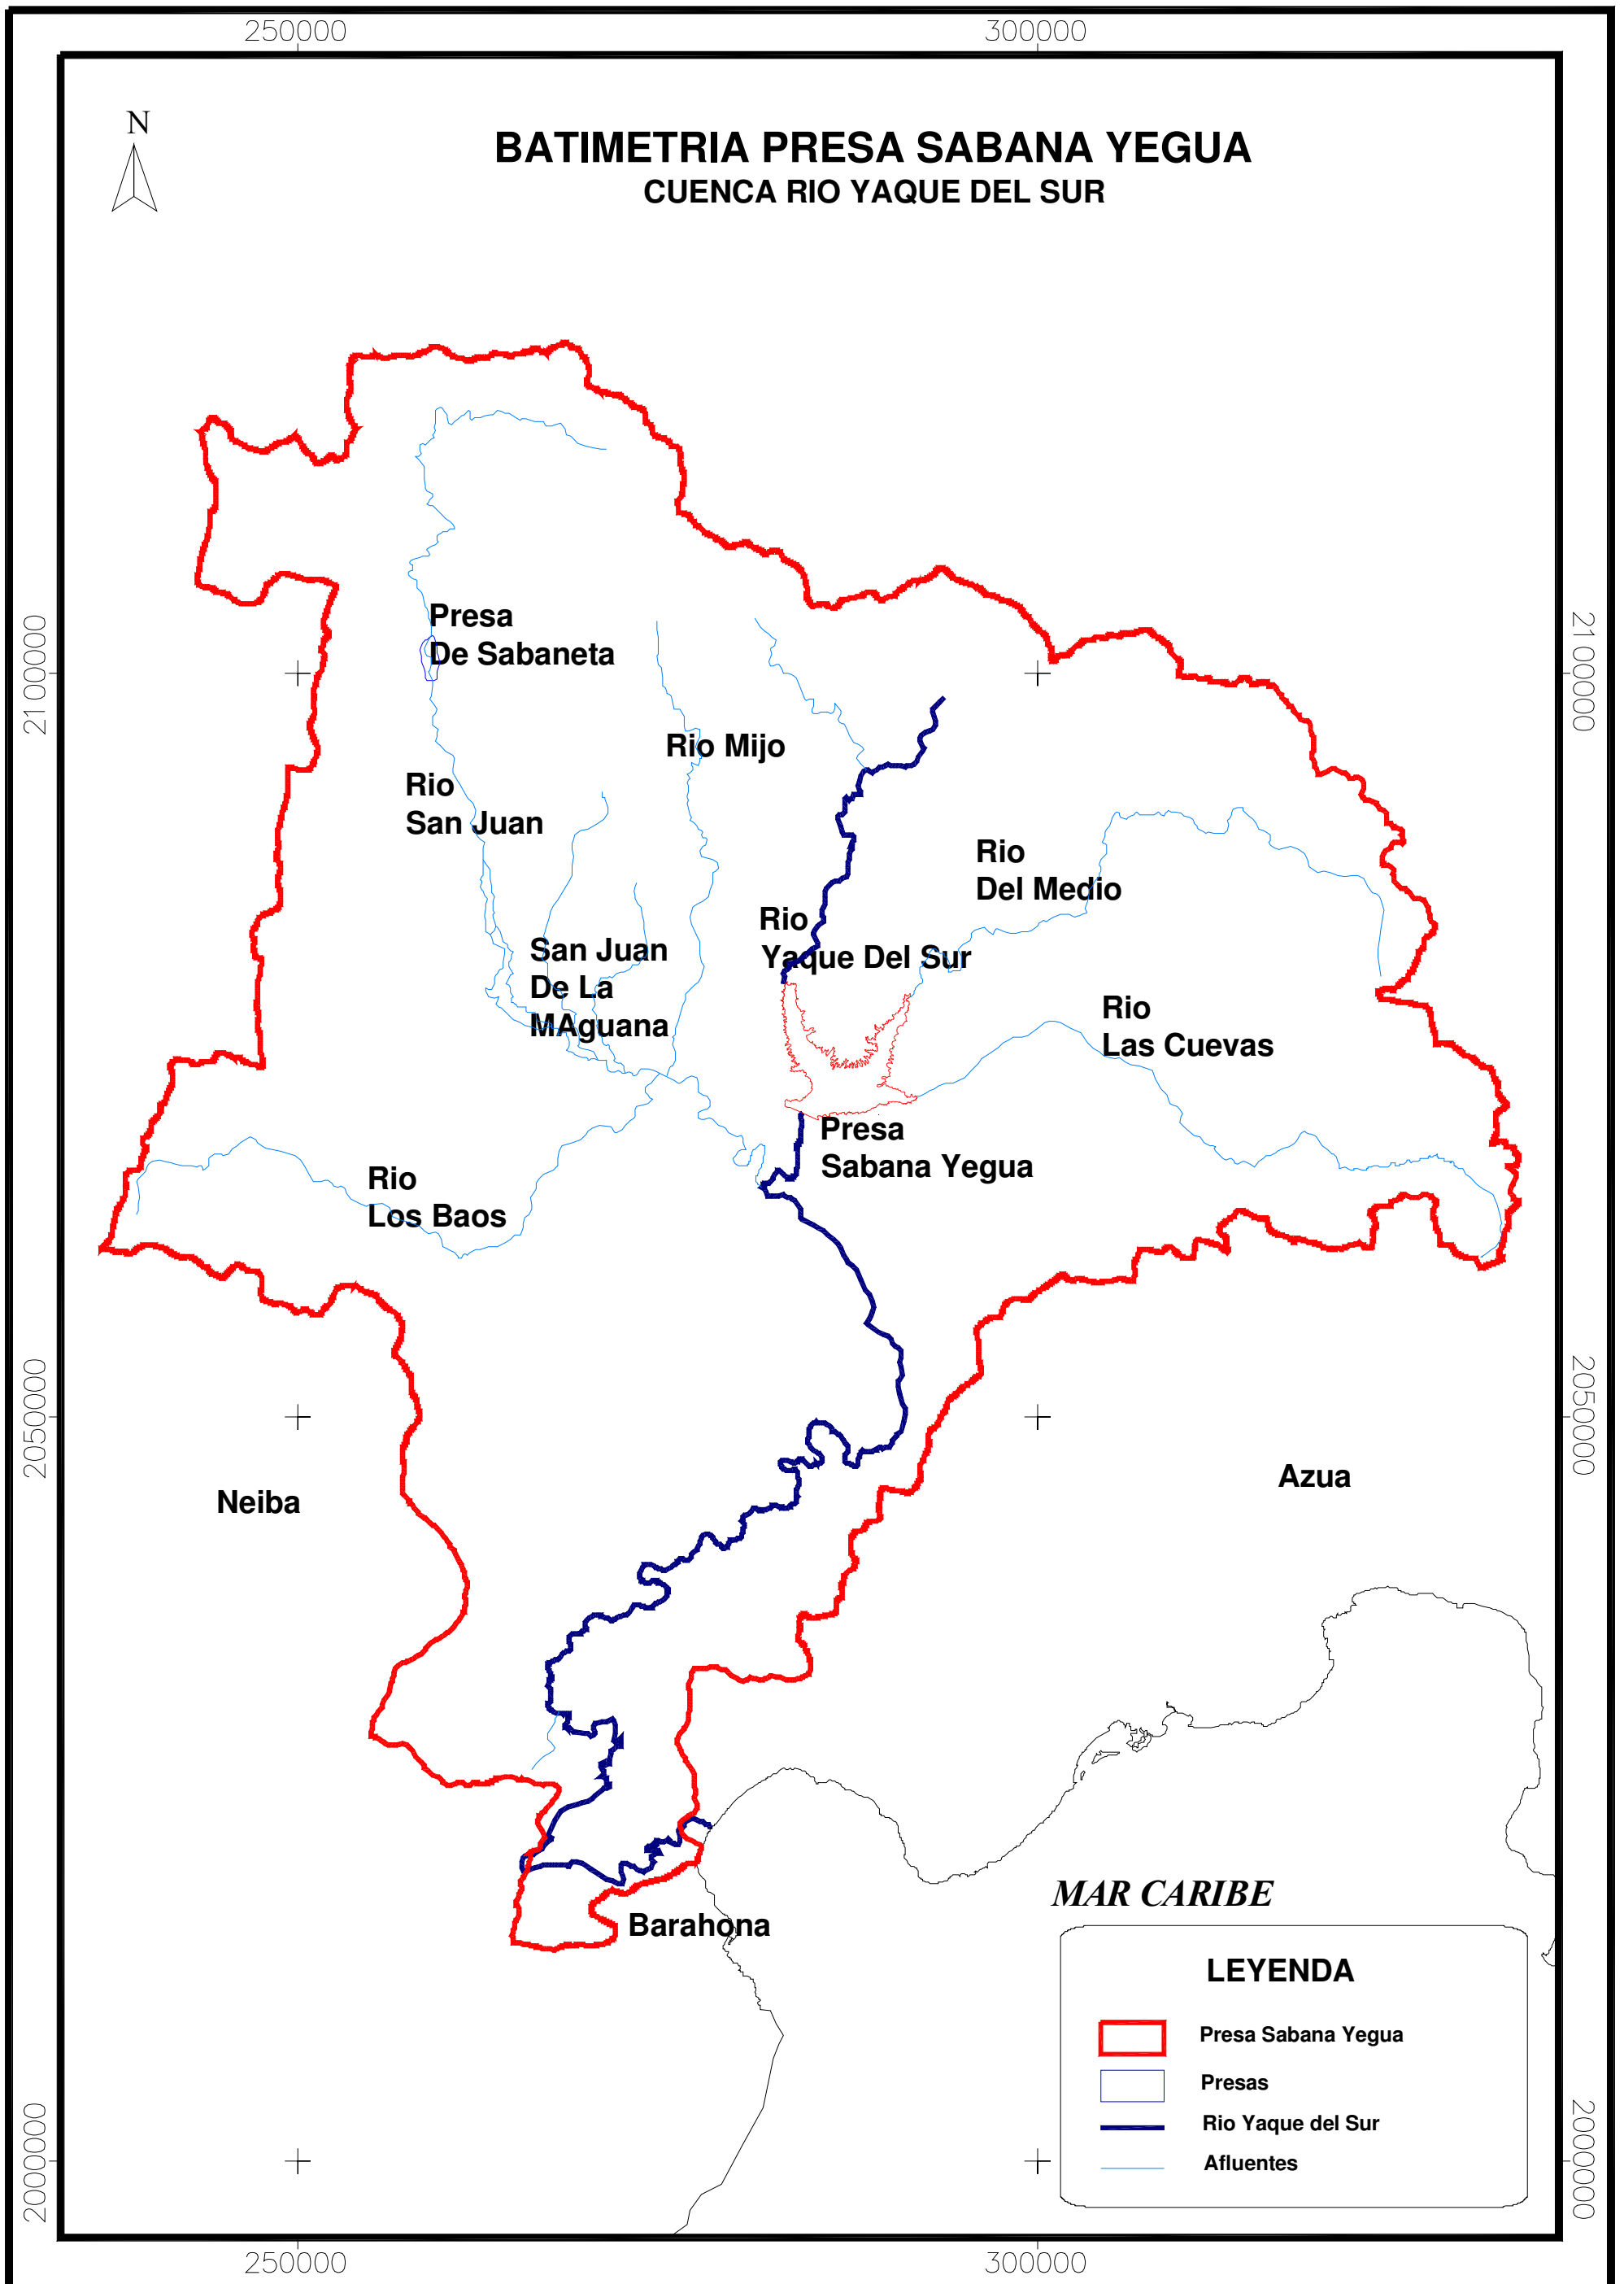 250000
300000
N
BATIMETRIA PRESA SABANA YEGUA
CUENCA RIO YAQUE DEL SUR
Presa
De Sabaneta
2100000
2100000
Rio Mijo
Rio
San Juan
Rio
Del Medio
Rio
Yaque Del Sur
San Juan
De La
MAguana
Rio
Las Cuevas
Presa
Sabana Yegua
Rio
Los Baos
2050000
2050000
Neiba
Azua
MAR CARIBE
Barahona
LEYENDA
Presa Sabana Yegua
Presas
Rio Yaque del Sur
Afluentes
2000000
2000000
250000
300000